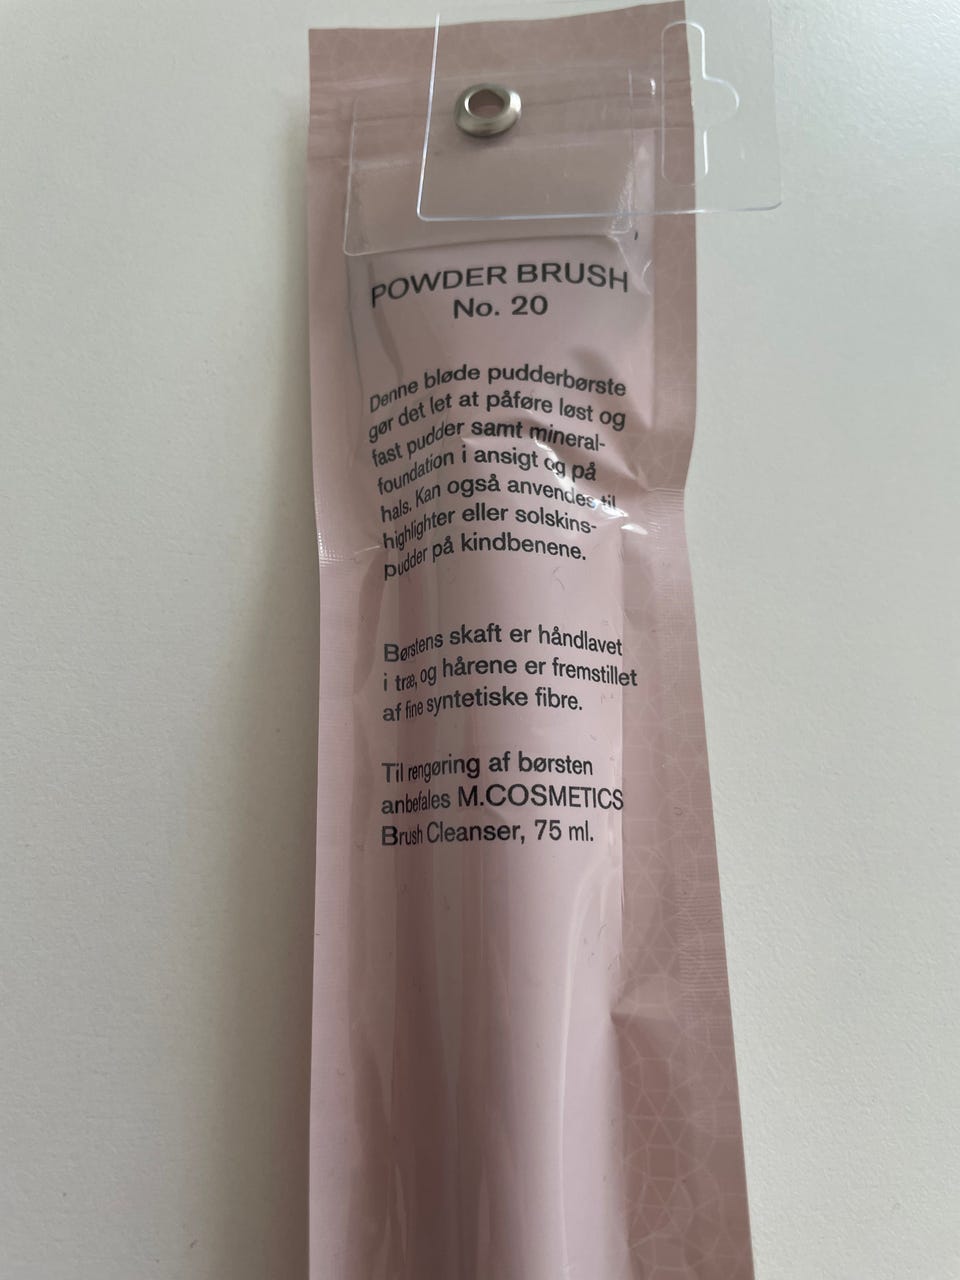 POWDER BRUSH
No. 20
Denne bløde pudderbørste
gør det let at påføre løst og
fast pudder samt mineral-
foundation i ansigt og på
hals. Kan også anvendes til
highlighter eller solskins-
pudder på kindbenene.
Børstens skaft er håndlavet
i træ, og hårene er fremstillet
af fine syntetiske fibre.
Til rengøring af børsten
anbefales M.COSMETICS
Brush Cleanser, 75 ml.